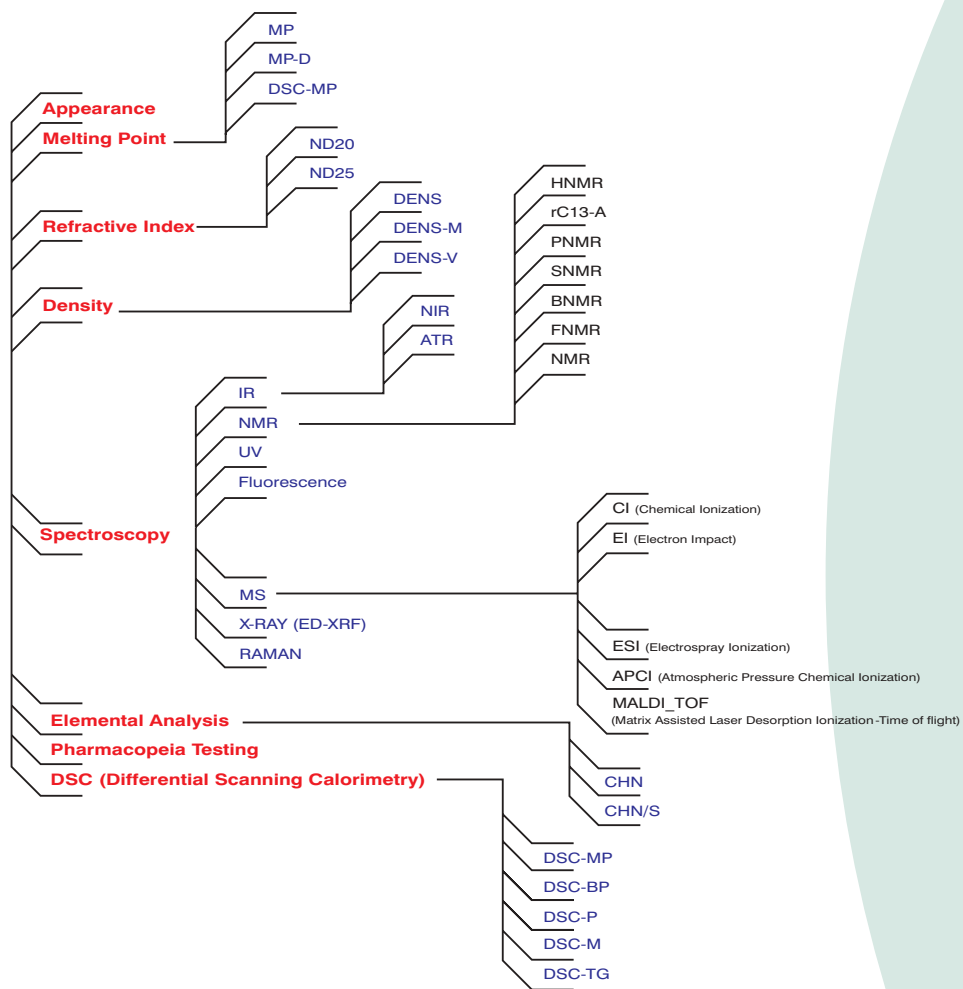 Appearance
Melting Point
MP
MP-D
DSC-MP
Refractive Index
ND20
ND25
Density
DENS
DENS-M
DENS-V
Spectroscopy
IR
NIR
ATR
NMR
HNMR
rC13-A
PNMR
SNMR
BNMR
FNMR
NMR
UV
Fluorescence
MS
CI (Chemical Ionization)
EI (Electron Impact)
ESI (Electrospray Ionization)
APCI (Atmospheric Pressure Chemical Ionization)
MALDI_TOF
(Matrix Assisted Laser Desorption Ionization-Time of flight)
X-RAY (ED-XRF)
RAMAN
Elemental Analysis
CHN
CHN/S
Pharmacopeia Testing
DSC (Differential Scanning Calorimetry)
DSC-MP
DSC-BP
DSC-P
DSC-M
DSC-TG